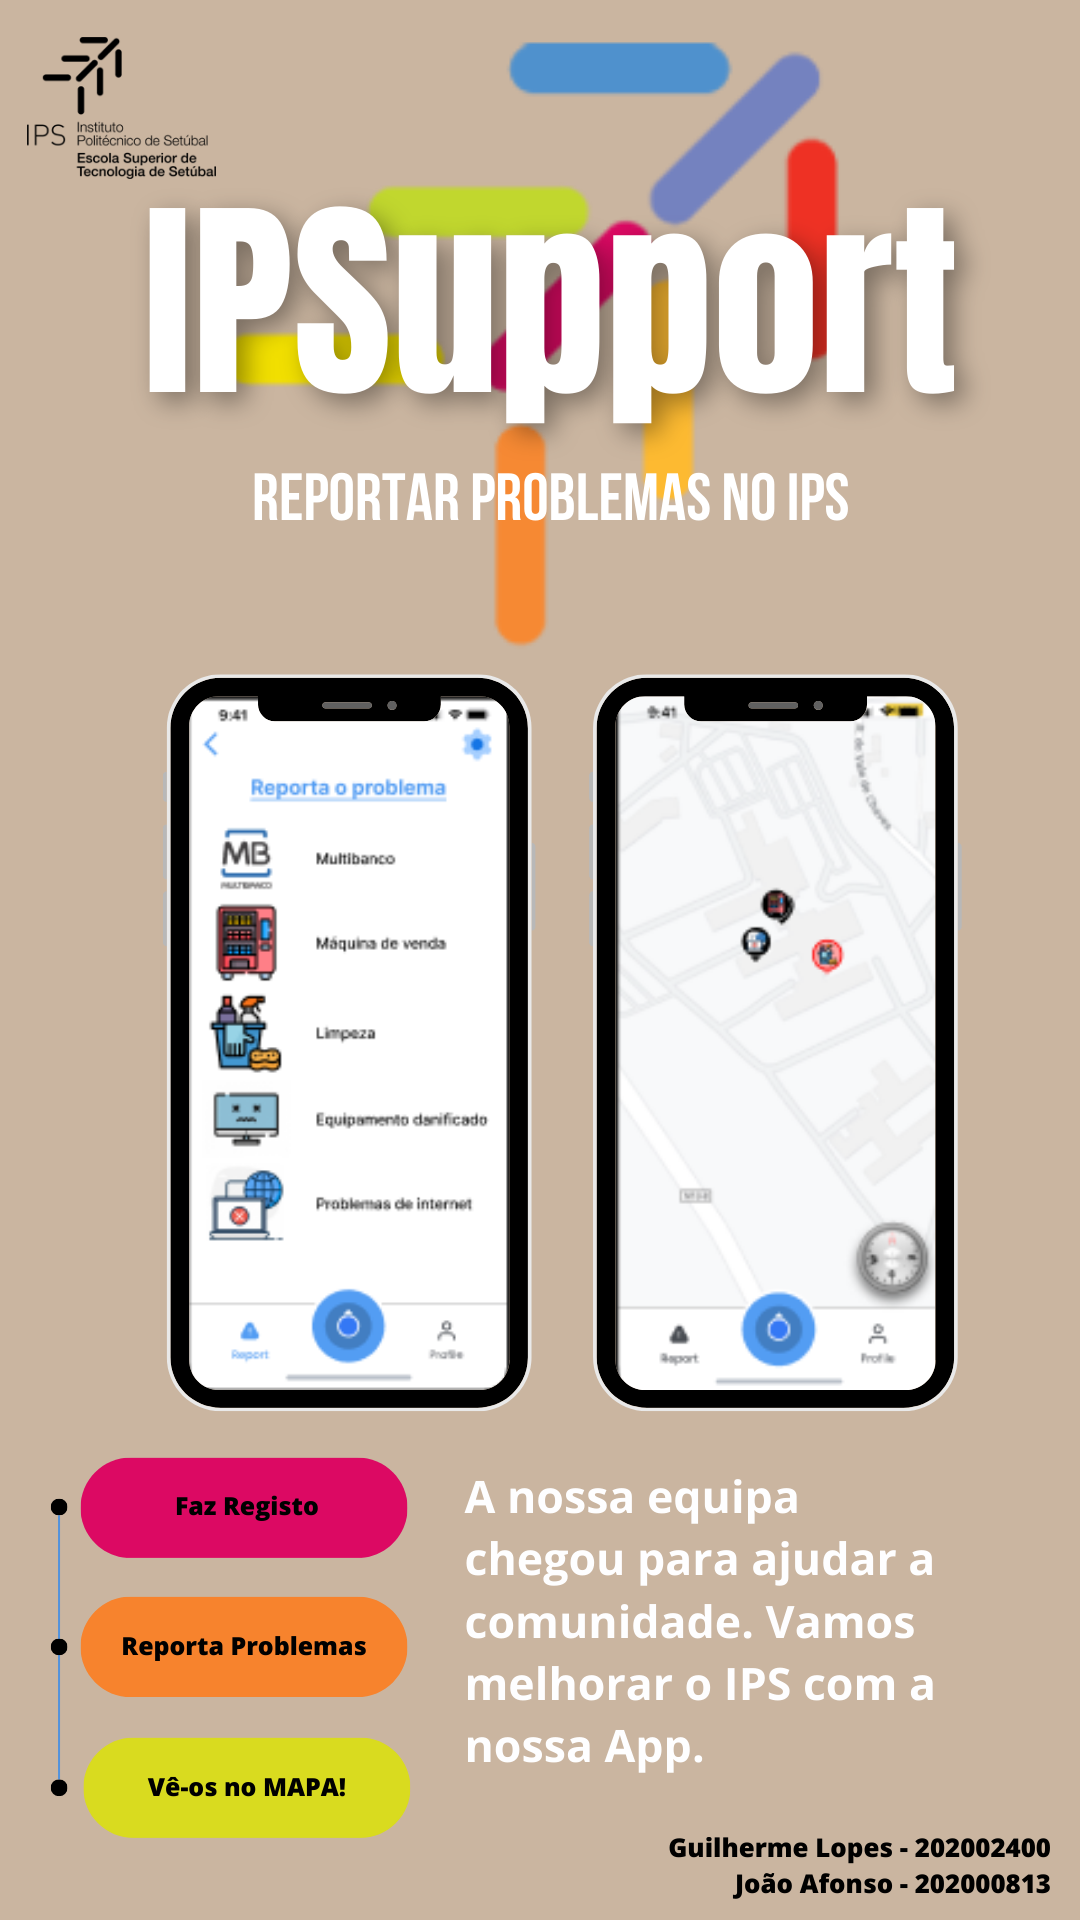 IPS
Instituto
Politécnico de Setúbal
Escola Superior de
Tecnologia de Setúbal
IPSupport
REPORTAR PROBLEMAS NO IPS
9:41
Reporta o problema
MB
MULTIBANCO
Multibanco
Máquina de venda
Limpeza
Equipamento danificado
Problemas de internet
Report
Profile
9:41
R. de Vale de Chaves
Report
Profile
Faz Registo
Reporta Problemas
Vê-os no MAPA!
A nossa equipa
chegou para ajudar a
comunidade. Vamos
melhorar o IPS com a
nossa App.
Guilherme Lopes - 202002400
João Afonso - 202000813